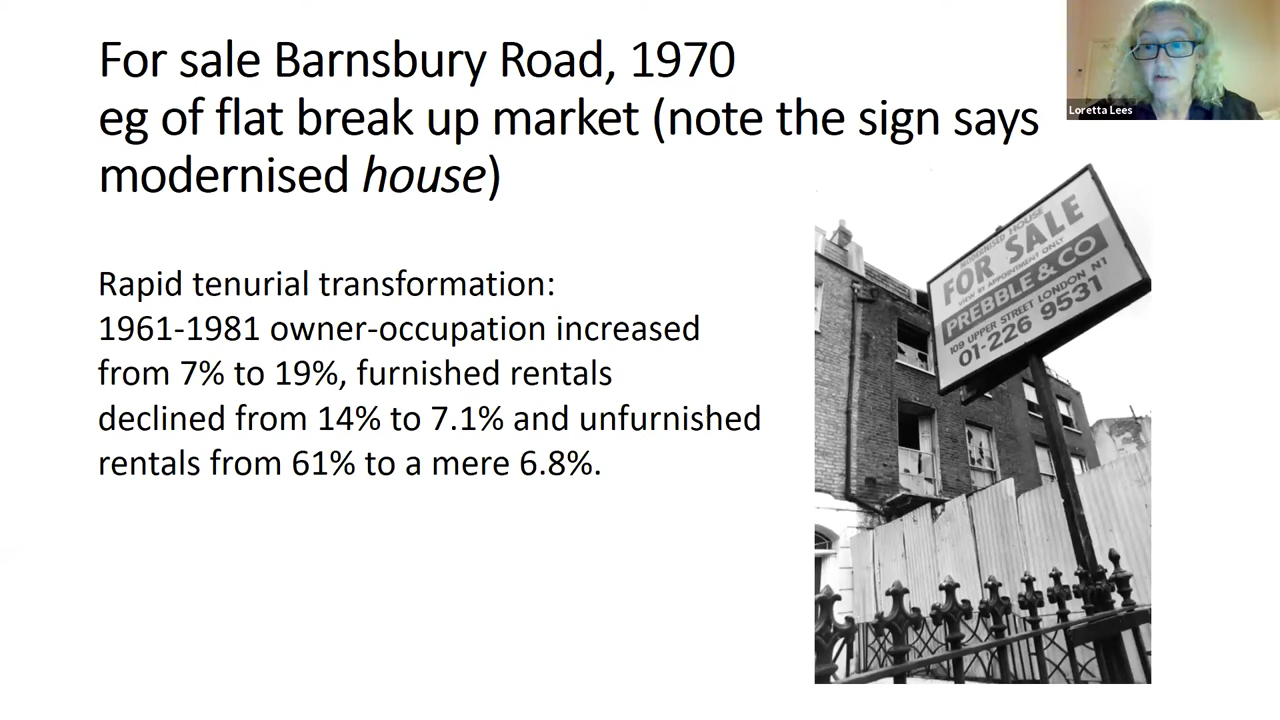 For sale Barnsbury Road, 1970
eg of flat break up market (note the sign says
modernised house)
Loretta Lees
Rapid tenurial transformation:
1961-1981 owner-occupation increased
from 7% to 19%, furnished rentals
declined from 14% to 7.1% and unfurnished
rentals from 61% to a mere 6.8%.
MODERNISED HOUSE
FOR SALE
VIEW BY APPOINTMENT ONLY
PREBBLE & CO
109 UPPER STREET LONDON N1
01-226 9531